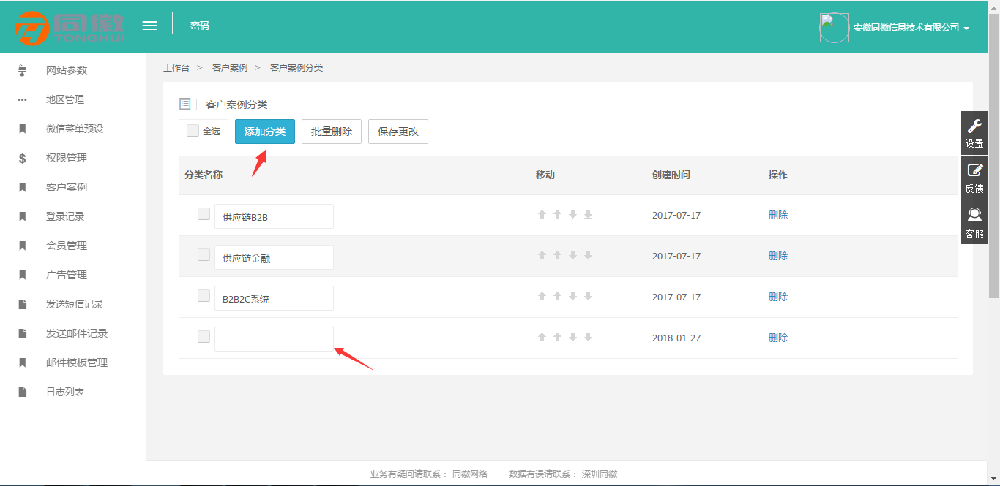 同徽 TONGHUI 密码 安徽同徽信息技术有限公司
网站参数
地区管理
微信菜单预设
权限管理
客户案例
登录记录
会员管理
广告管理
发送短信记录
发送邮件记录
邮件模板管理
日志列表
工作台 > 客户案例 > 客户案例分类
客户案例分类
全选 添加分类 批量删除 保存更改
分类名称 移动 创建时间 操作
供应链B2B 2017-07-17 删除
供应链金融 2017-07-17 删除
B2B2C系统 2017-07-17 删除
2018-01-27 删除
设置
反馈
客服
业务有疑问请联系： 同徽网络 数据有误请联系： 深圳同徽